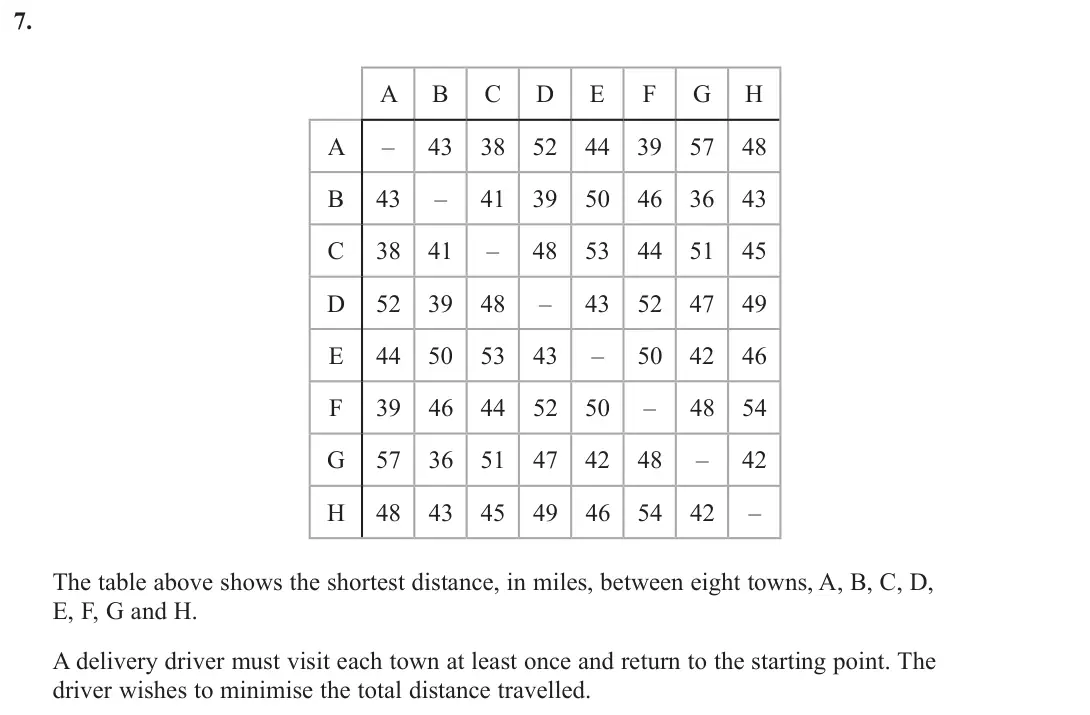 7.
A B C D E F G H
A – 43 38 52 44 39 57 48
B 43 – 41 39 50 46 36 43
C 38 41 – 48 53 44 51 45
D 52 39 48 – 43 52 47 49
E 44 50 53 43 – 50 42 46
F 39 46 44 52 50 – 48 54
G 57 36 51 47 42 48 – 42
H 48 43 45 49 46 54 42 –
The table above shows the shortest distance, in miles, between eight towns, A, B, C, D,
E, F, G and H.
A delivery driver must visit each town at least once and return to the starting point. The
driver wishes to minimise the total distance travelled.